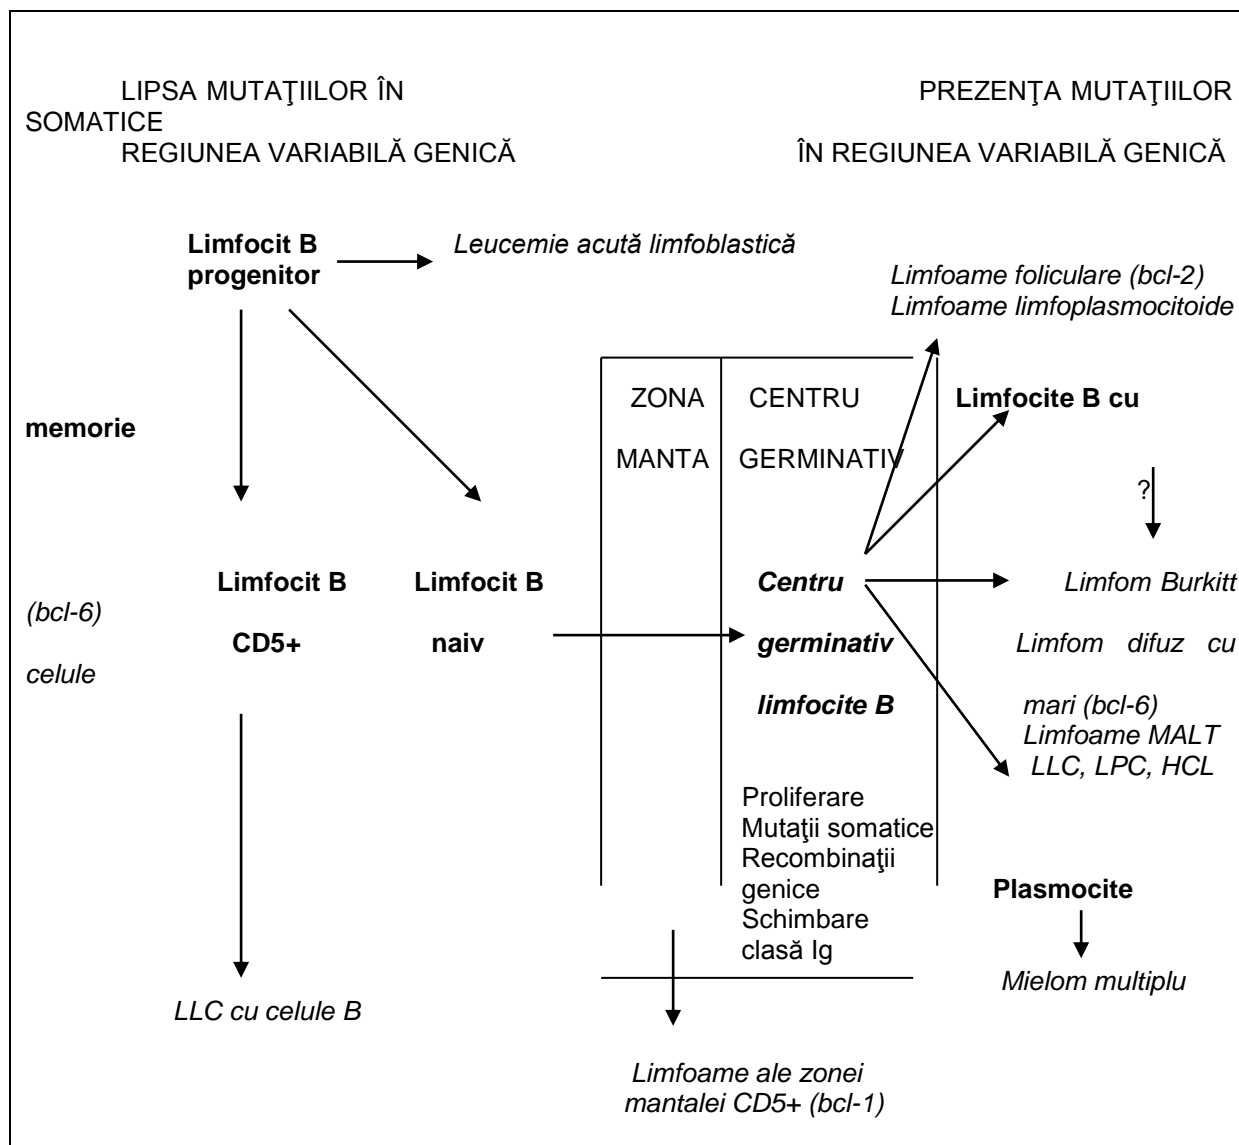 LIPSA MUTAŢIILOR ÎN PREZENŢA MUTAŢIILOR
SOMATICE
REGIUNEA VARIABILĂ GENICĂ ÎN REGIUNEA VARIABILĂ GENICĂ
Limfocit B
progenitor
Leucemie acută limfoblastică
Limfoame foliculare (bcl-2)
Limfoame limfoplasmocitoide
ZONA CENTRU Limfocite B cu
memorie
MANTA GERMINATIV
?
Limfocit B Limfocit B Centru Limfom Burkitt
(bcl-6)
CD5+ naiv germinativ Limfom difuz cu
celule
limfocite B mari (bcl-6)
Limfoame MALT
LLC, LPC, HCL
Proliferare
Mutaţii somatice
Recombinaţii
genice
Schimbare
clasă Ig
Plasmocite
Mielom multiplu
LLC cu celule B
Limfoame ale zonei
mantalei CD5+ (bcl-1)